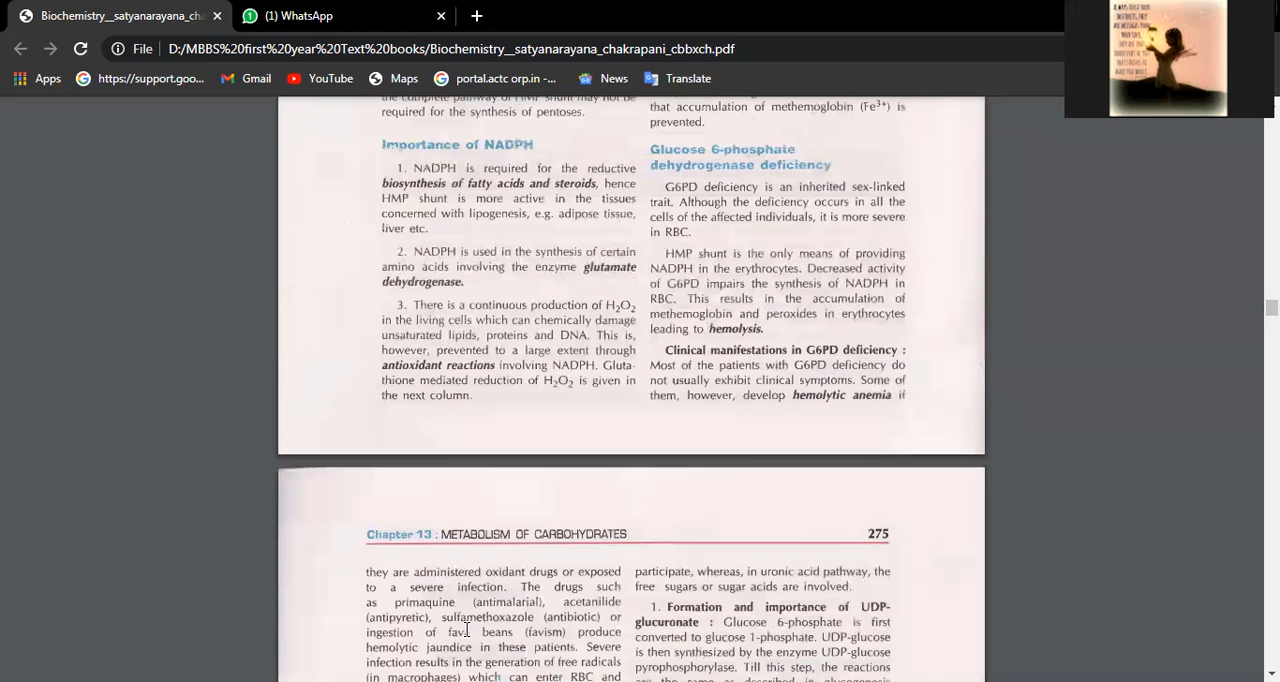 Biochemistry__satyanarayana_cha
(1) WhatsApp
File
D:/MBBS%20first%20year%20Text%20books/Biochemistry__satyanarayana_chakrapani_cbbxch.pdf
Apps
https://support.goo...
Gmail
YouTube
Maps
portal.actc orp.in -...
News
Translate
the complete pathway of HMP shunt may not be
required for the synthesis of pentoses.
Importance of NADPH
1. NADPH is required for the reductive
biosynthesis of fatty acids and steroids, hence
HMP shunt is more active in the tissues
concerned with lipogenesis, e.g. adipose tissue,
liver etc.
2. NADPH is used in the synthesis of certain
amino acids involving the enzyme glutamate
dehydrogenase.
3. There is a continuous production of H2O2
in the living cells which can chemically damage
unsaturated lipids, proteins and DNA. This is,
however, prevented to a large extent through
antioxidant reactions involving NADPH. Gluta-
thione mediated reduction of H2O2 is given in
the next column.
that accumulation of methemoglobin (Fe3+) is
prevented.
Glucose 6-phosphate
dehydrogenase deficiency
G6PD deficiency is an inherited sex-linked
trait. Although the deficiency occurs in all the
cells of the affected individuals, it is more severe
in RBC.
HMP shunt is the only means of providing
NADPH in the erythrocytes. Decreased activity
of G6PD impairs the synthesis of NADPH in
RBC. This results in the accumulation of
methemoglobin and peroxides in erythrocytes
leading to hemolysis.
Clinical manifestations in G6PD deficiency :
Most of the patients with G6PD deficiency do
not usually exhibit clinical symptoms. Some of
them, however, develop hemolytic anemia if
Chapter 13 : METABOLISM OF CARBOHYDRATES
275
they are administered oxidant drugs or exposed
to a severe infection. The drugs such
as primaquine (antimalarial), acetanilide
(antipyretic), sulfamethoxazole (antibiotic) or
ingestion of fava beans (favism) produce
hemolytic jaundice in these patients. Severe
infection results in the generation of free radicals
(in macrophages) which can enter RBC and
participate, whereas, in uronic acid pathway, the
free sugars or sugar acids are involved.
1. Formation and importance of UDP-
glucuronate : Glucose 6-phosphate is first
converted to glucose 1-phosphate. UDP-glucose
is then synthesized by the enzyme UDP-glucose
pyrophosphorylase. Till this step, the reactions
are the same as described in glycogenesis